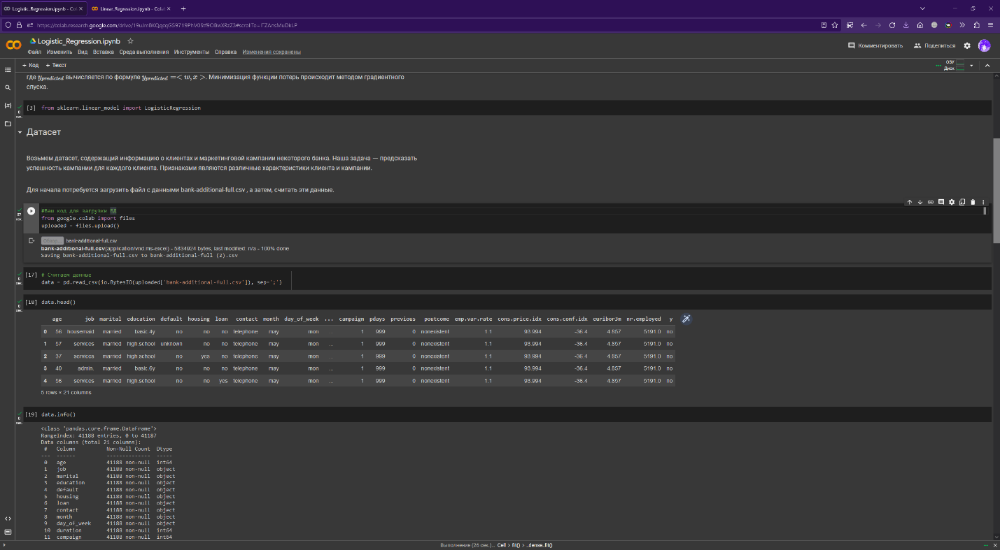 Logistic_Regression.ipynb - Col
Linear_Regression.ipynb - Colab
https://colab.research.google.com/drive/
Logistic_Regression.ipynb
Файл Изменить Вид Вставка Среда выполнения Инструменты Справка Изменения сохранены
Комментировать Поделиться
+ Код + Текст
ОЗУ
Диск
где y_predicted вычисляется по формуле y_predicted =< w, x >. Минимизация функции потерь происходит методом градиентного
спуска.
[3] from sklearn.linear_model import LogisticRegression
0
сек.
Датасет
Возьмем датасет, содержащий информацию о клиентах и маркетинговой кампании некоторого банка. Наша задача — предсказать
успешность кампании для каждого клиента. Признаками являются различные характеристики клиента и кампании.
Для начала потребуется загрузить файл с данными bank-additional-full.csv , а затем, считать эти данные.
57
сек.
#Ваш код для загрузки БД
from google.colab import files
uploaded = files.upload()
Обзор... bank-additional-full.csv
bank-additional-full.csv(application/vnd.ms-excel) - 5834924 bytes, last modified: n/a - 100% done
Saving bank-additional-full.csv to bank-additional-full (2).csv
[17] # Считаем данные
0
сек.
data = pd.read_csv(io.BytesIO(uploaded['bank-additional-full.csv']), sep=';')
[18] data.head()
0
сек.
age job marital education default housing loan contact month day_of_week ... campaign pdays previous poutcome emp.var.rate cons.price.idx cons.conf.idx euribor3m nr.employed y
0 56 housemaid married basic.4y no no no telephone may mon ... 1 999 0 nonexistent 1.1 93.994 -36.4 4.857 5191.0 no
1 57 services married high.school unknown no no telephone may mon ... 1 999 0 nonexistent 1.1 93.994 -36.4 4.857 5191.0 no
2 37 services married high.school no yes no telephone may mon ... 1 999 0 nonexistent 1.1 93.994 -36.4 4.857 5191.0 no
3 40 admin. married basic.6y no no no telephone may mon ... 1 999 0 nonexistent 1.1 93.994 -36.4 4.857 5191.0 no
4 56 services married high.school no no yes telephone may mon ... 1 999 0 nonexistent 1.1 93.994 -36.4 4.857 5191.0 no
5 rows × 21 columns
[19] data.info()
0
сек.
<class 'pandas.core.frame.DataFrame'>
RangeIndex: 41188 entries, 0 to 41187
Data columns (total 21 columns):
# Column Non-Null Count Dtype
--- ------ -------------- -----
0 age 41188 non-null int64
1 job 41188 non-null object
2 marital 41188 non-null object
3 education 41188 non-null object
4 default 41188 non-null object
5 housing 41188 non-null object
6 loan 41188 non-null object
7 contact 41188 non-null object
8 month 41188 non-null object
9 day_of_week 41188 non-null object
10 duration 41188 non-null int64
11 campaign 41188 non-null int64
Выполнение (26 сек.)... Cell > fit() > _dense_fit()